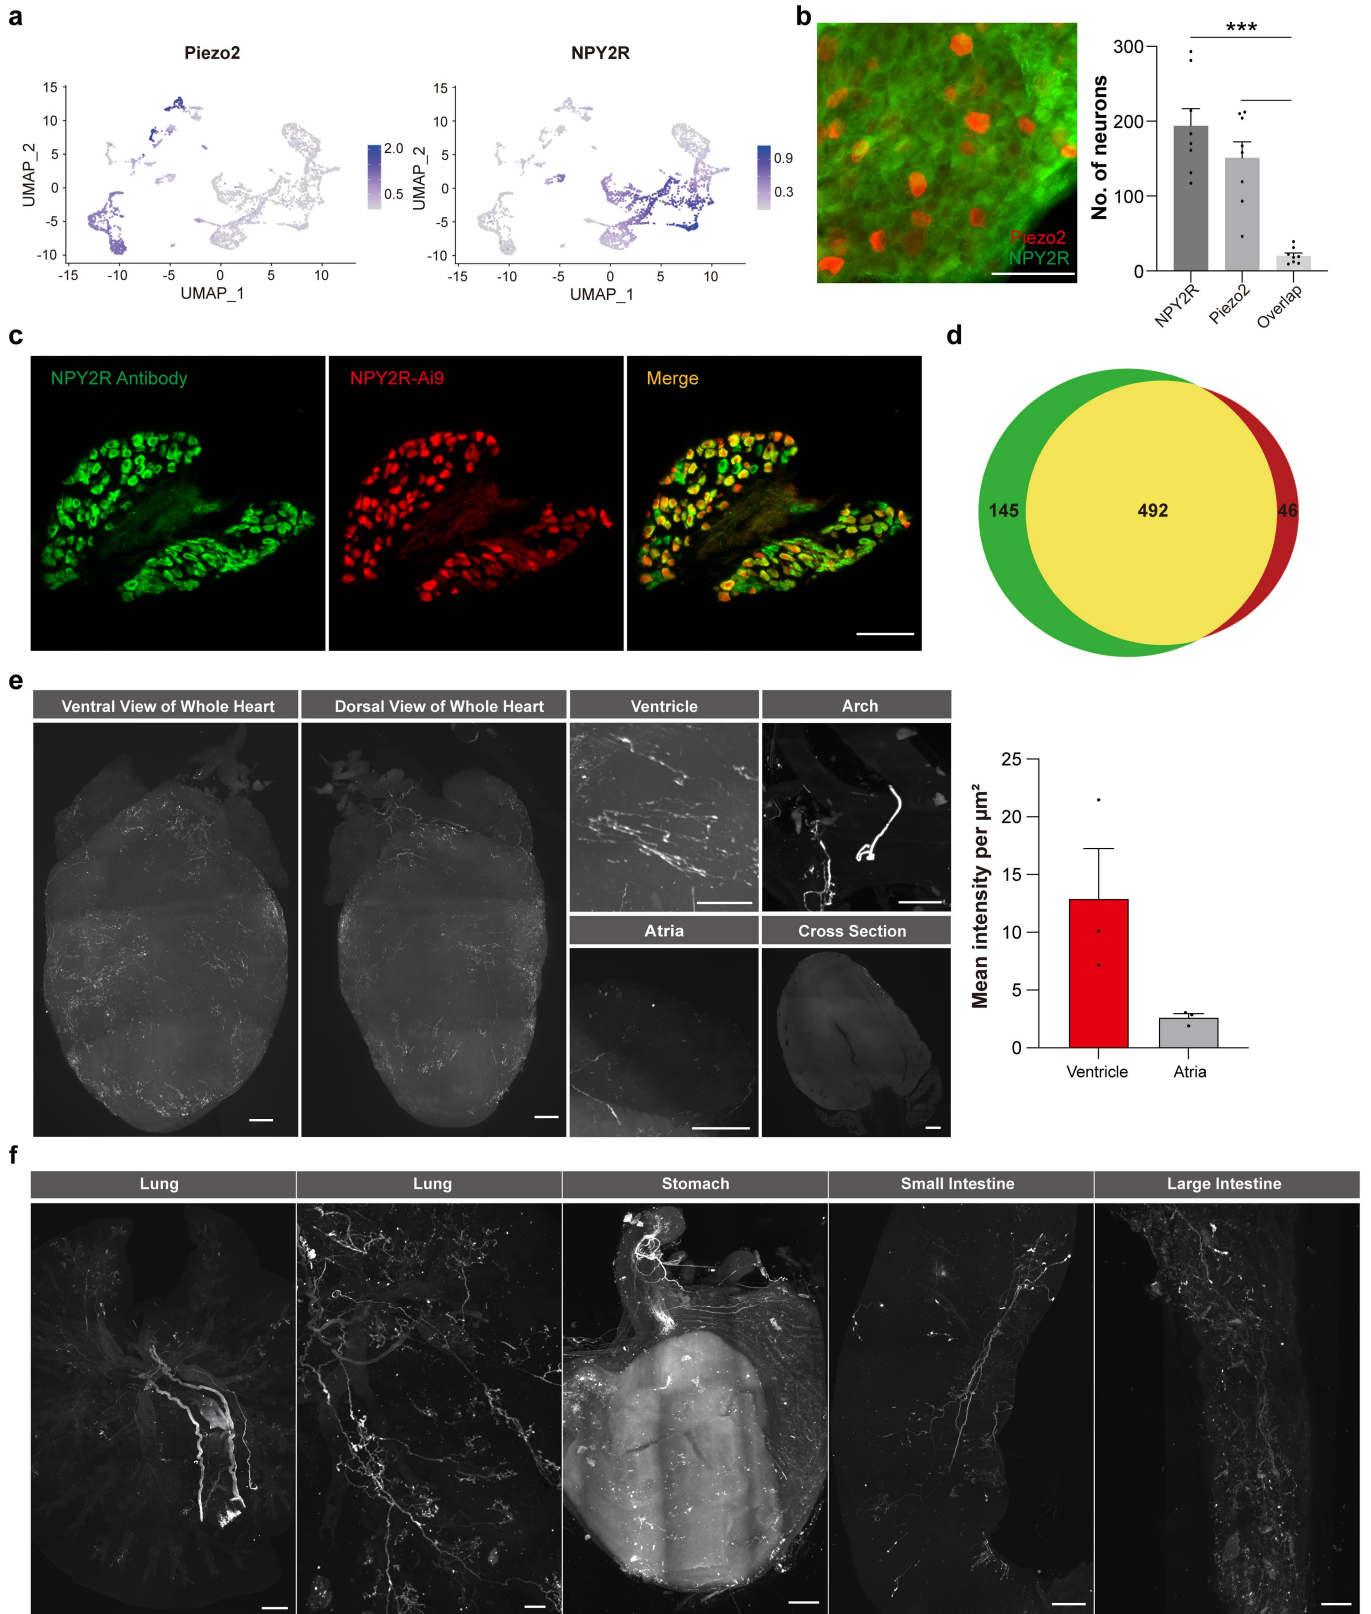 a
Piezo2
NPY2R
UMAP_2
15
10
5
0
-5
-10
-15
-10
-5
0
5
10
UMAP_1
2.0
0.5
UMAP_2
15
10
5
0
-5
-10
-15
-10
-5
0
5
10
UMAP_1
0.9
0.3
b
Piezo2
NPY2R
No. of neurons
300
200
100
0
***
NPY2R
Piezo2
Overlap
c
NPY2R Antibody
NPY2R-Ai9
Merge
d
145
492
46
e
Ventral View of Whole Heart
Dorsal View of Whole Heart
Ventricle
Arch
Atria
Cross Section
Mean intensity per µm²
25
20
15
10
5
0
Ventricle
Atria
f
Lung
Lung
Stomach
Small Intestine
Large Intestine